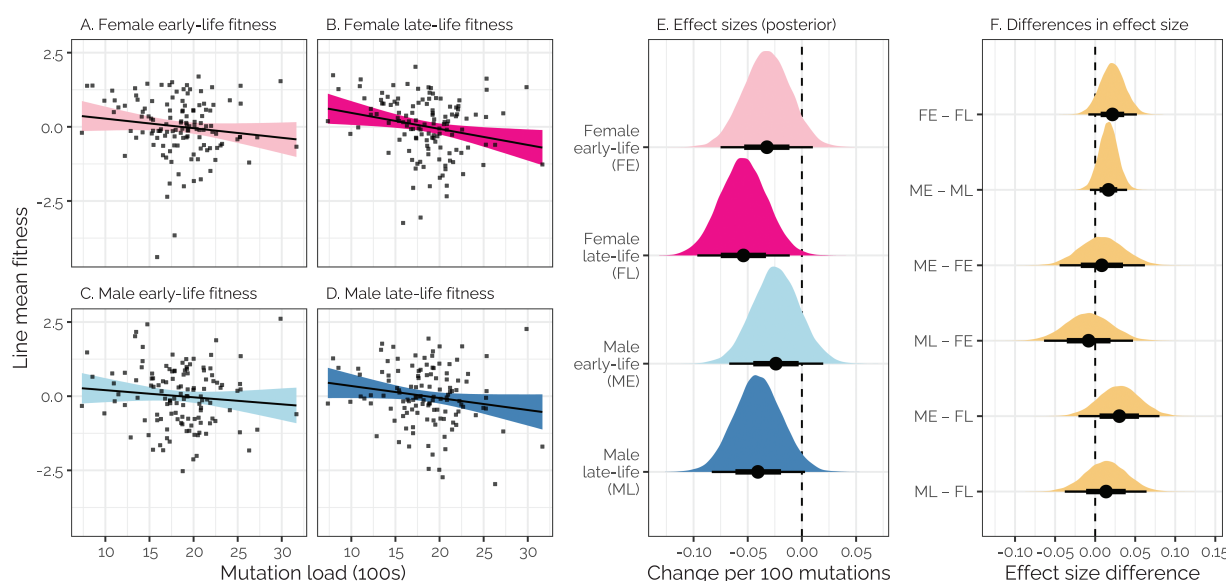 A. Female early-life fitness
B. Female late-life fitness
2.5
0.0
-2.5
C. Male early-life fitness
D. Male late-life fitness
2.5
0.0
-2.5
10 15 20 25 30
10 15 20 25 30
Line mean fitness
Mutation load (100s)
E. Effect sizes (posterior)
Female
early-life
(FE)
Female
late-life
(FL)
Male
early-life
(ME)
Male
late-life
(ML)
-0.10 -0.05 0.00 0.05
Change per 100 mutations
F. Differences in effect size
FE – FL
ME – ML
ME – FE
ML – FE
ME – FL
ML – FL
-0.10 -0.05 0.00 0.05 0.10 0.15
Effect size difference